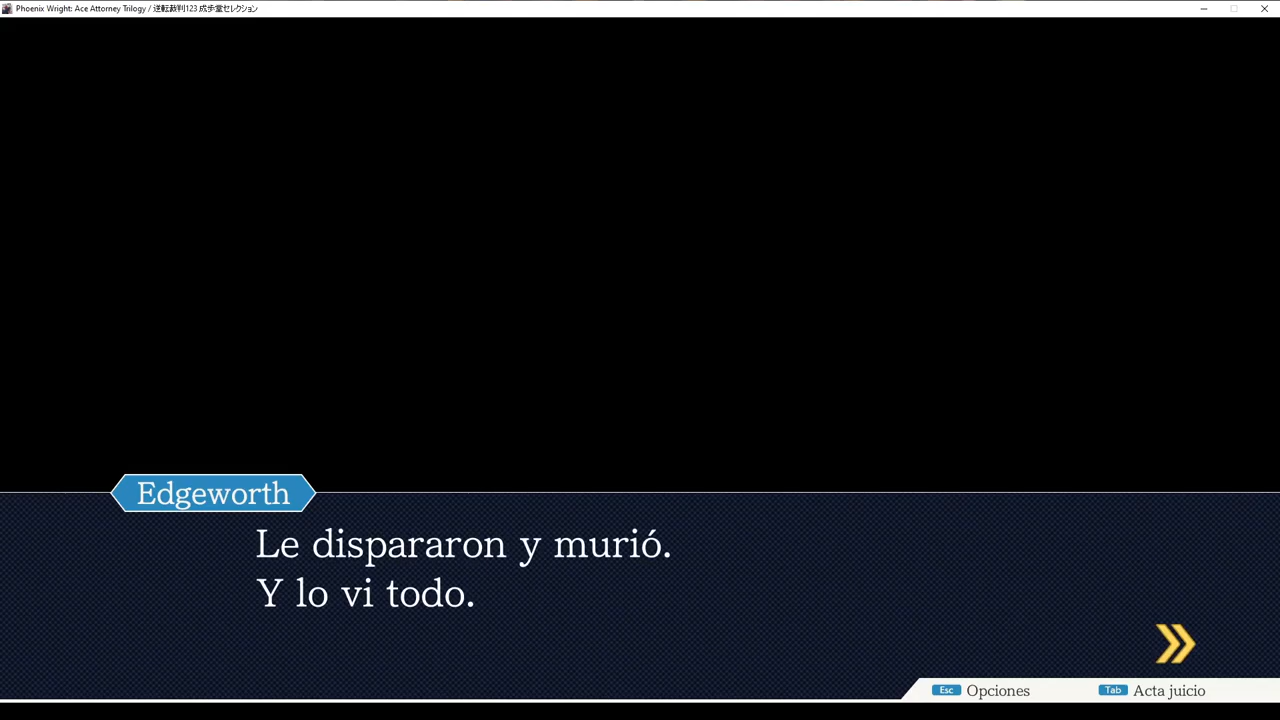 Phoenix Wright: Ace Attorney Trilogy / 逆転裁判123 成歩堂セレクション
Edgeworth
Le dispararon y murió.
Y lo vi todo.
Esc Opciones Tab Acta juicio